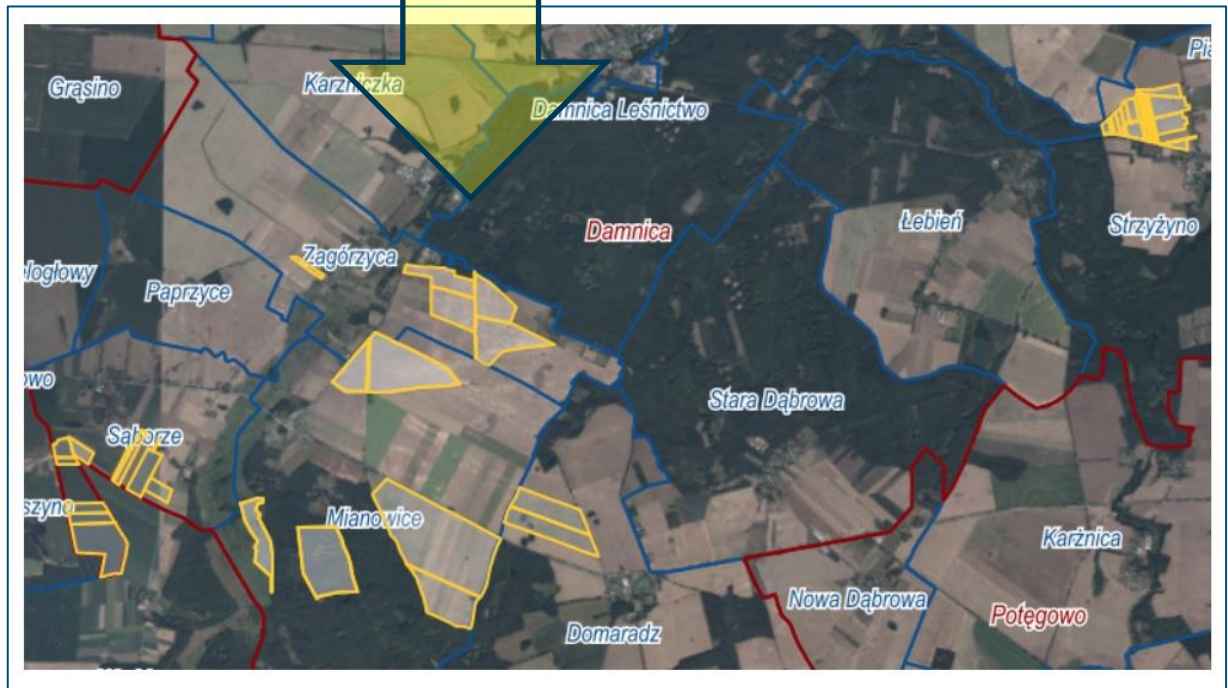 Grąsino
Karzniczka
Damnica Leśnictwo
Łebień
Strzyżyno
Damnica
Zagórzyca
Paprzyce
Stara Dąbrowa
Sąborze
Mianowice
Karżnica
Nowa Dąbrowa
Potęgowo
Domaradz